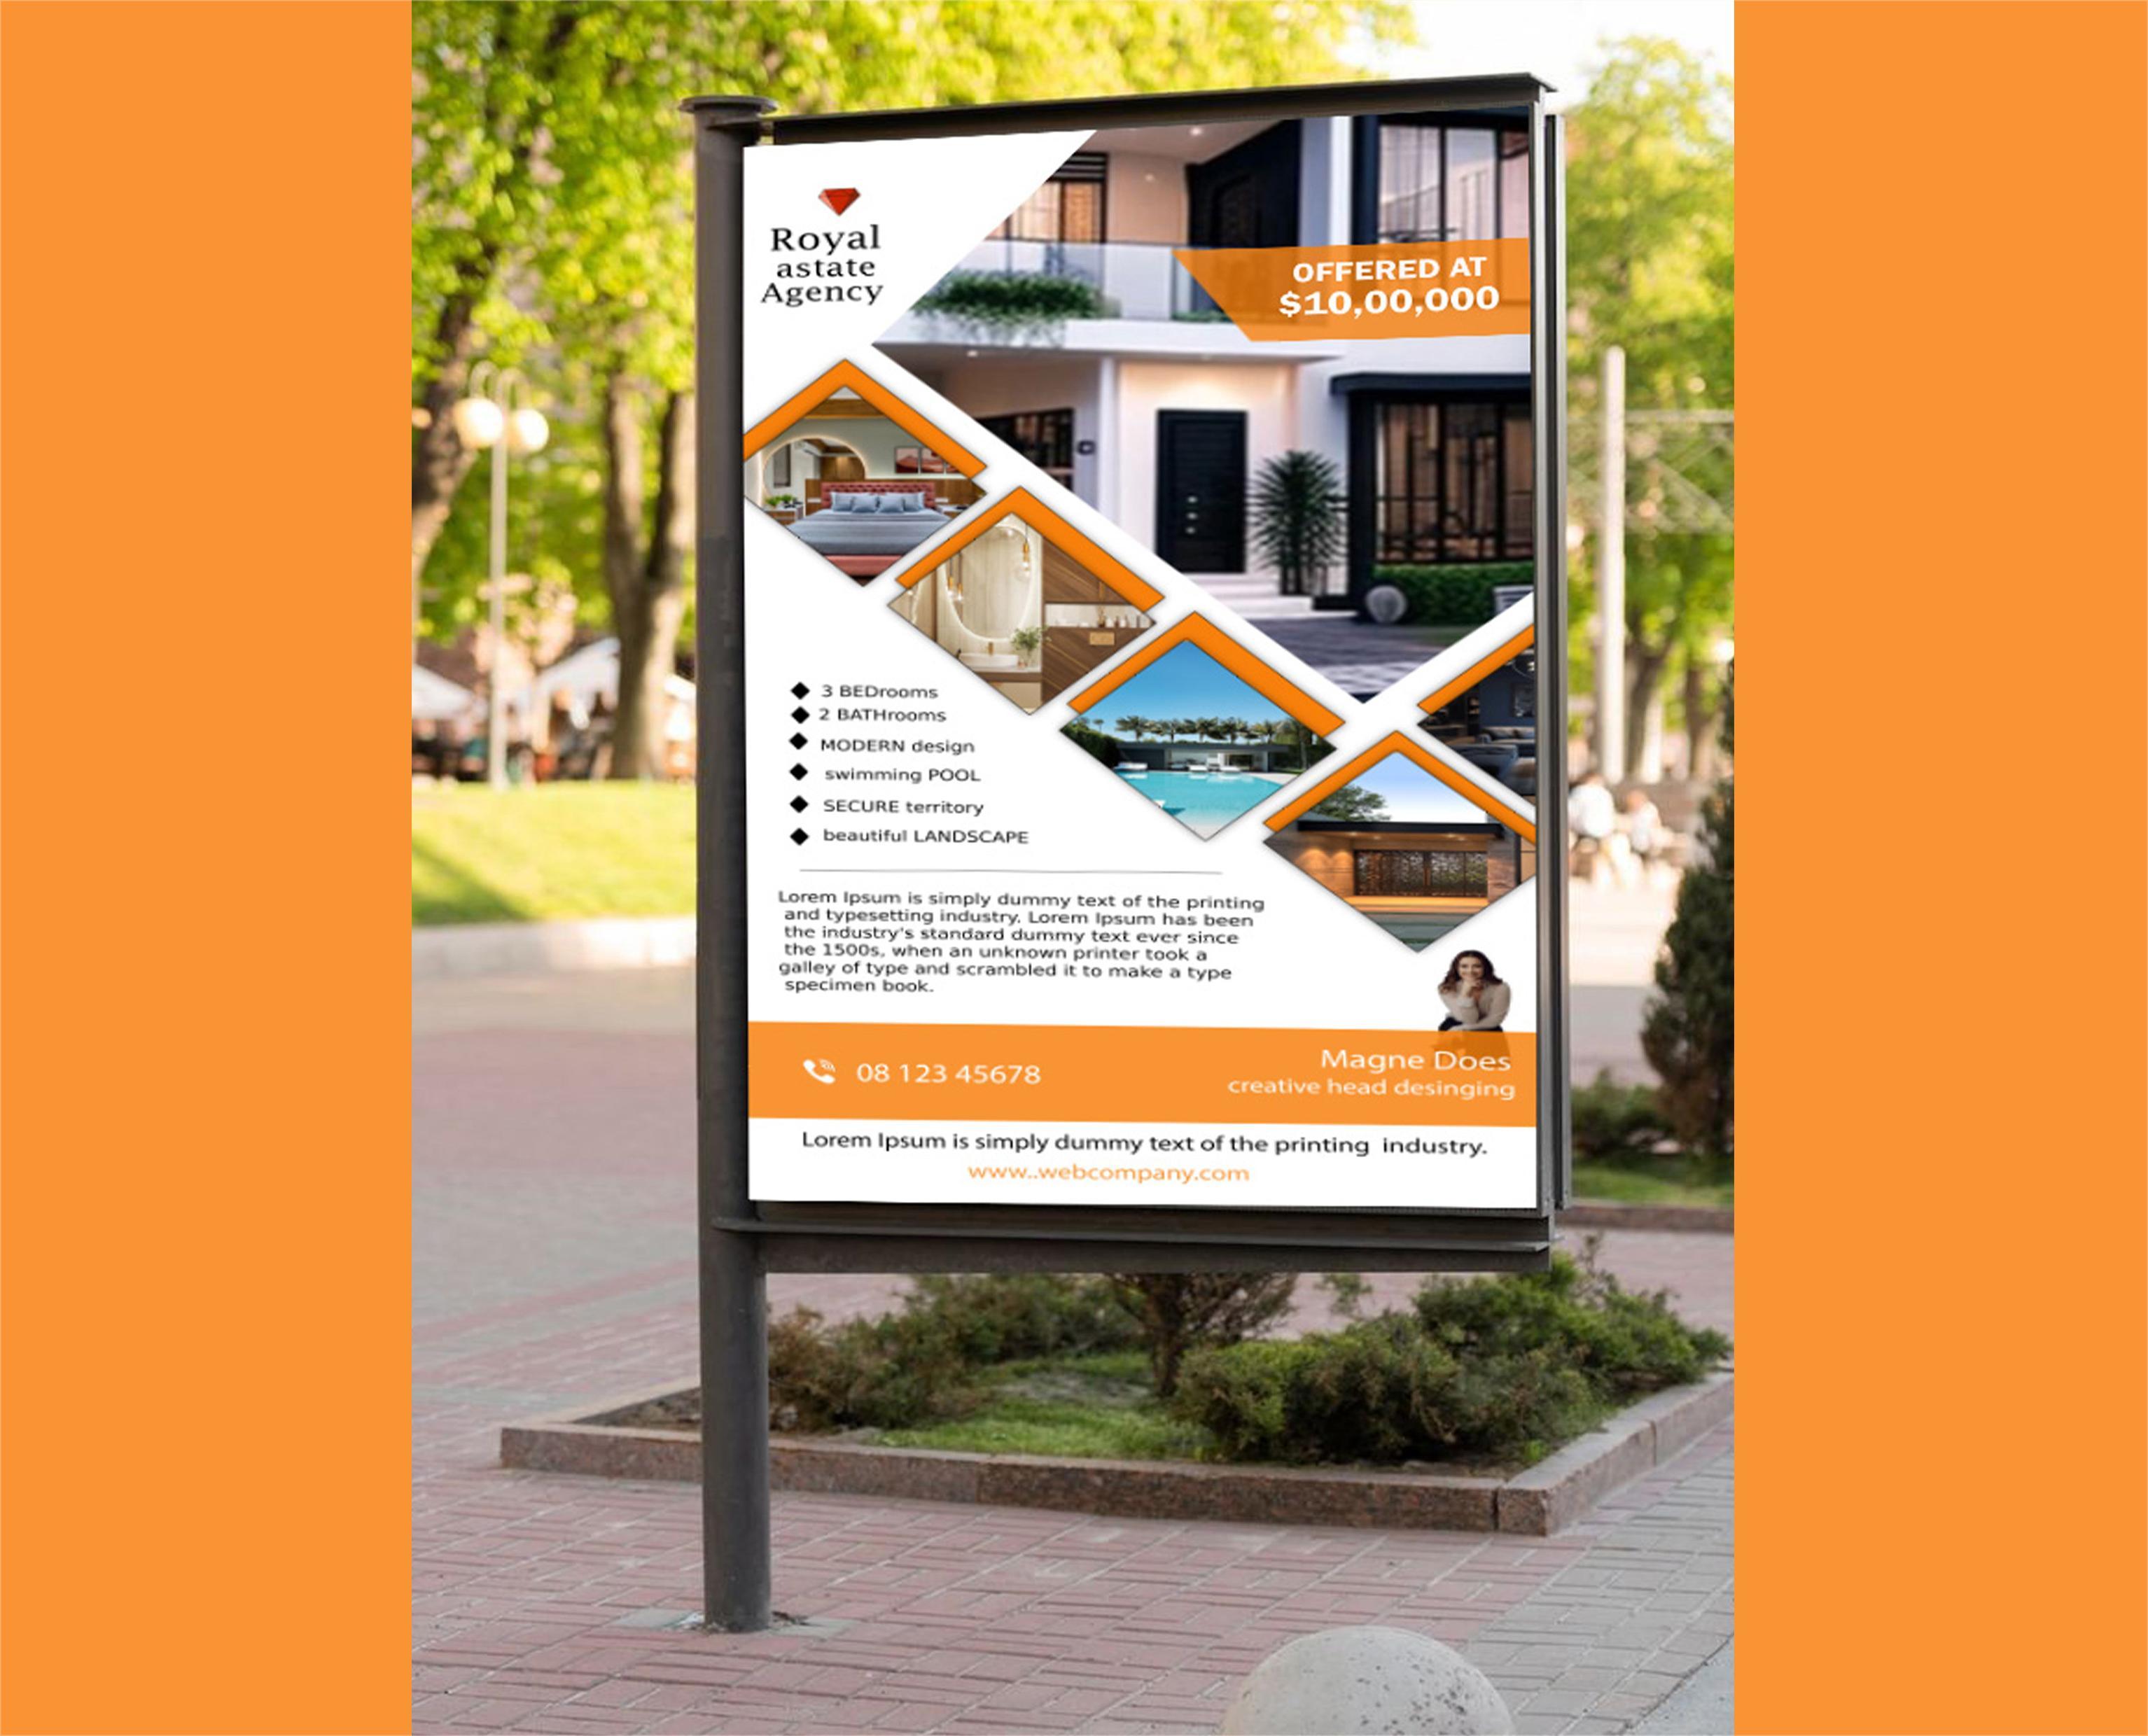 Royal
astate
Agency
OFFERED AT
$10,00,000
3 BEDrooms
2 BATHrooms
MODERN design
swimming POOL
SECURE territory
beautiful LANDSCAPE
Lorem Ipsum is simply dummy text of the printing
and typesetting industry. Lorem Ipsum has been
the industry's standard dummy text ever since
the 1500s, when an unknown printer took a
galley of type and scrambled it to make a type
specimen book.
08 123 45678
Magne Does
creative head desinging
Lorem Ipsum is simply dummy text of the printing industry.
www..webcompany.com